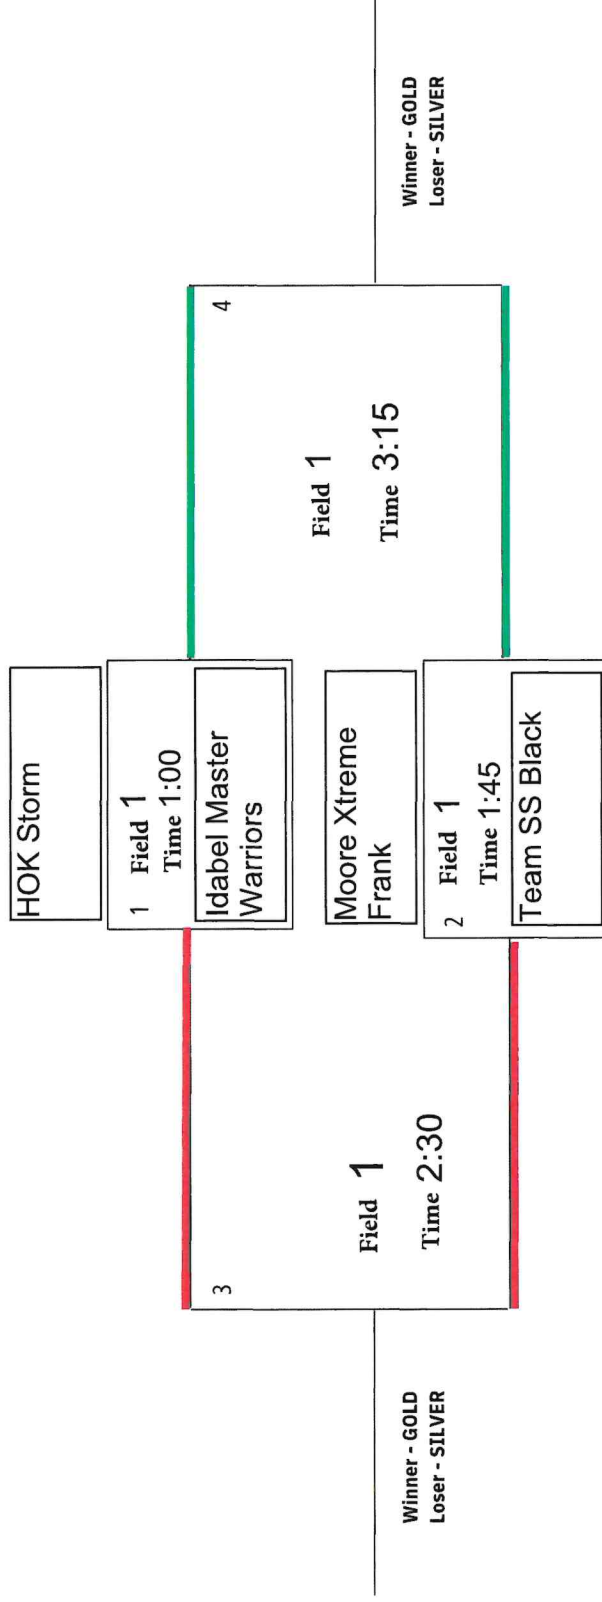 HOK Storm
1 Field 1
Time 1:00
Idabel Master
Warriors
Moore Xtreme
Frank
2 Field 1
Time 1:45
Team SS Black
3
Field 1
Time 2:30
Winner - GOLD
Loser - SILVER
4
Field 1
Time 3:15
Winner - GOLD
Loser - SILVER